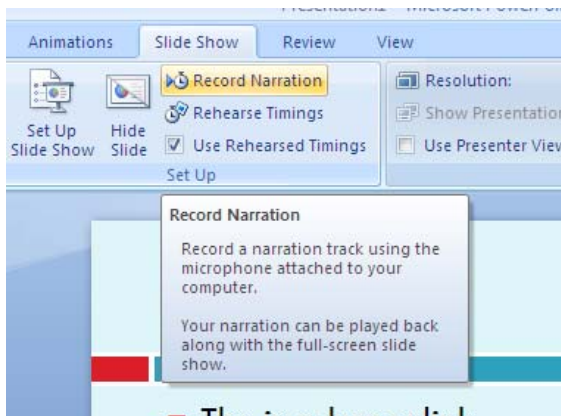 Animations Slide Show Review View
Record Narration
Rehearse Timings
Use Rehearsed Timings
Set Up
Slide Show
Hide
Slide
Set Up
Resolution:
Show Presentation
Use Presenter View
Record Narration
Record a narration track using the
microphone attached to your
computer.
Your narration can be played back
along with the full-screen slide
show.